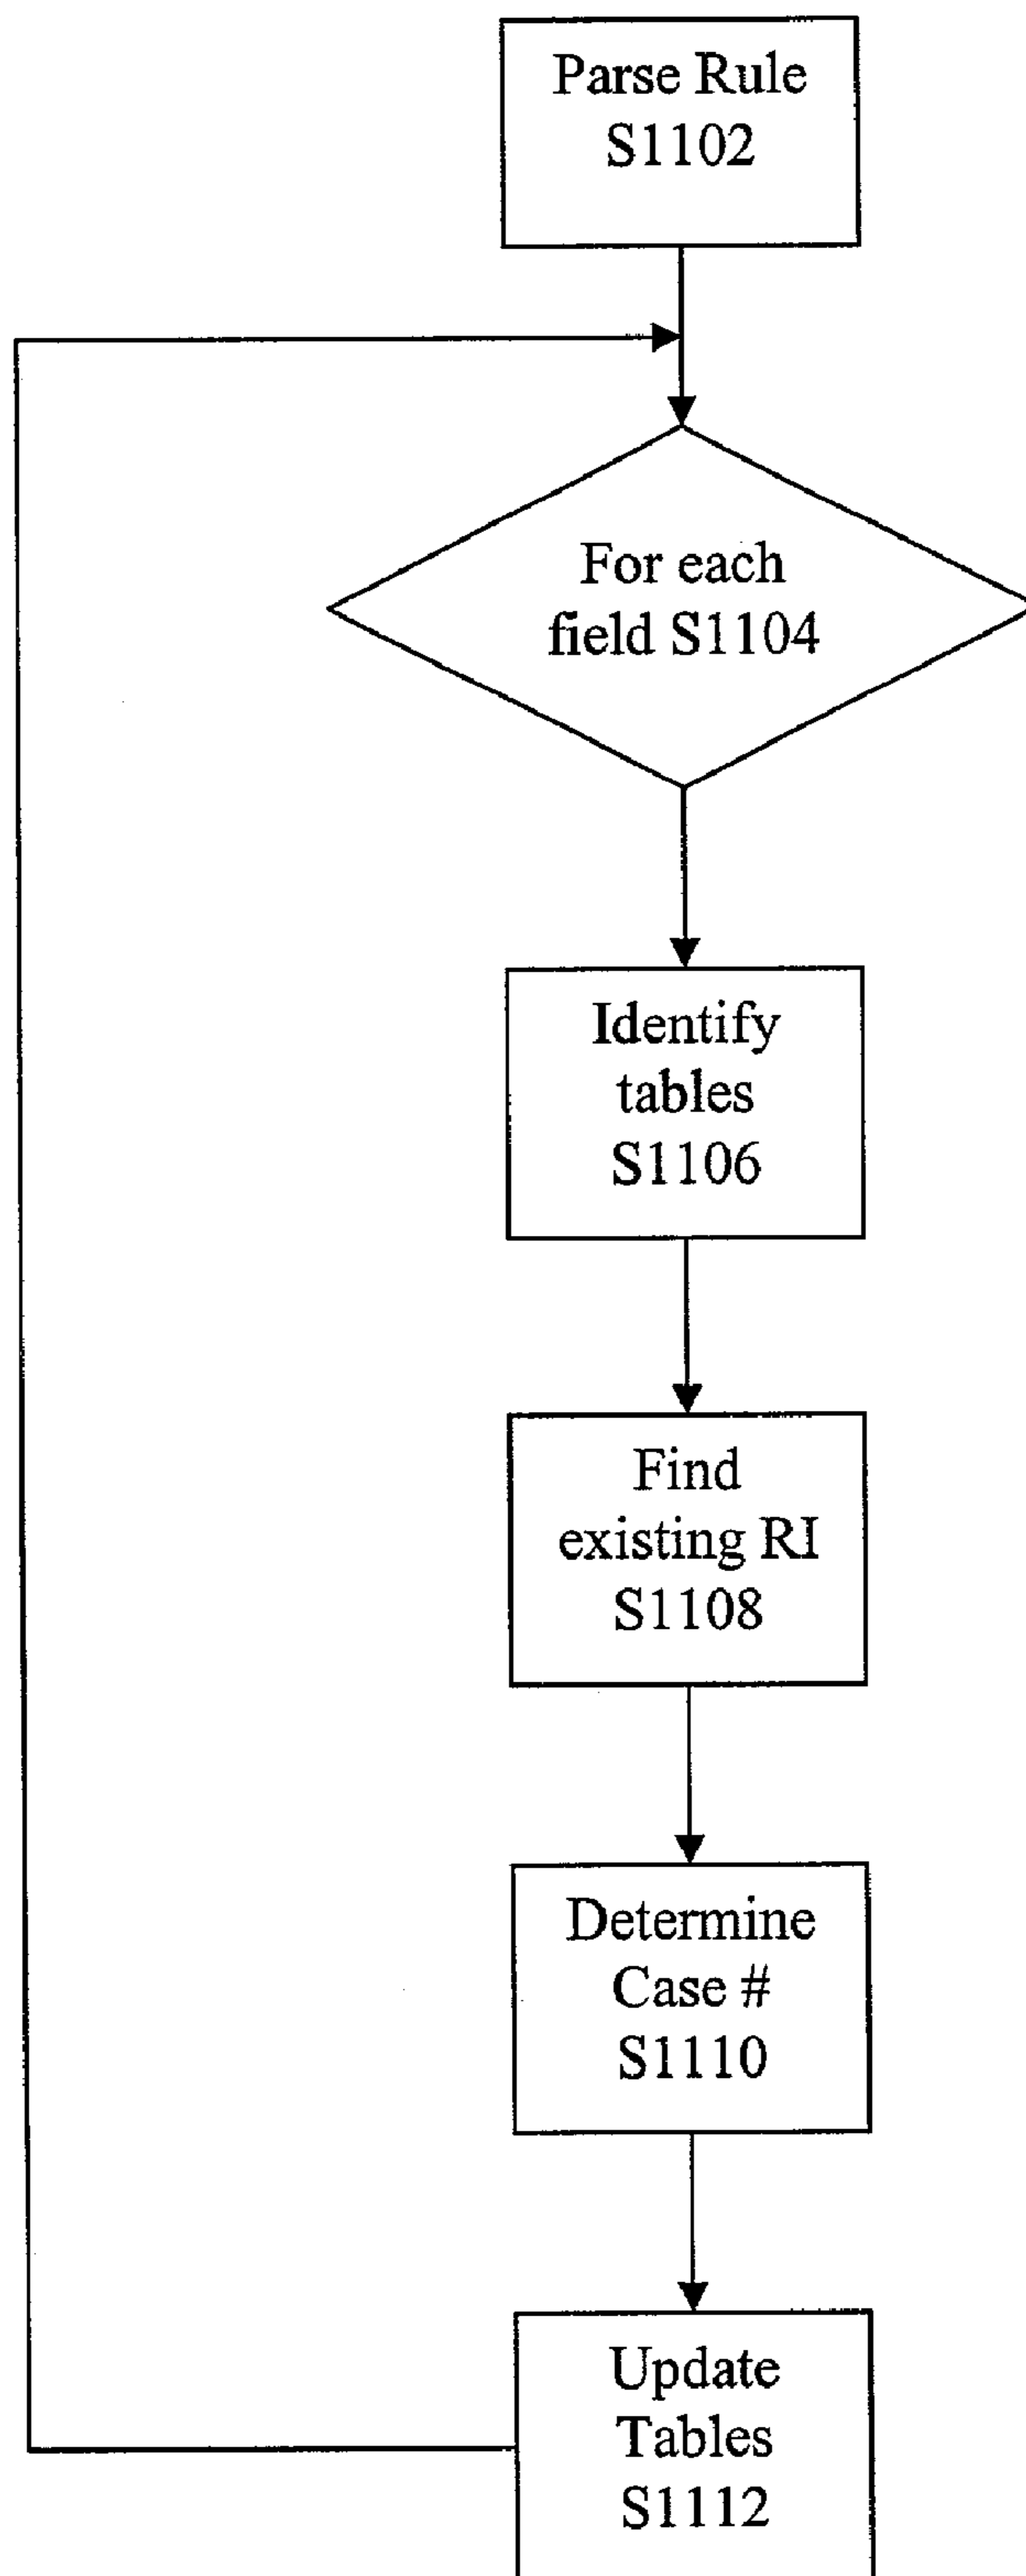 Parse Rule
S1102
For each
field S1104
Identify
tables
S1106
Find
existing RI
S1108
Determine
Case #
S1110
Update
Tables
S1112